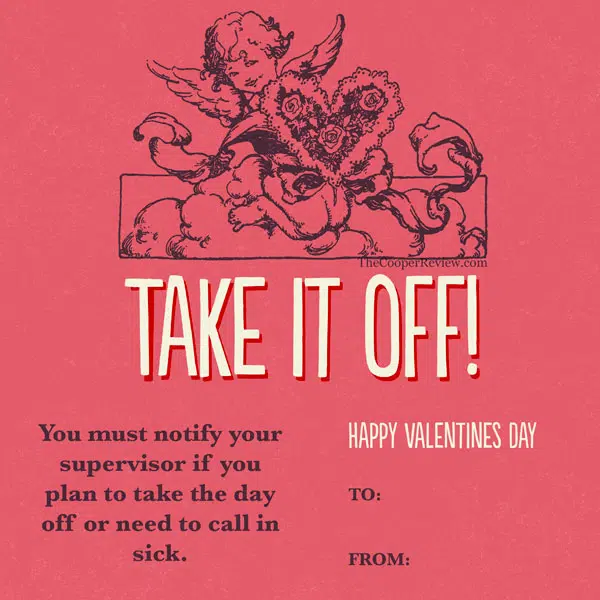 TheCooperReview.com
TAKE IT OFF!
You must notify your
supervisor if you
plan to take the day
off or need to call in
sick.
HAPPY VALENTINES DAY
TO:
FROM: